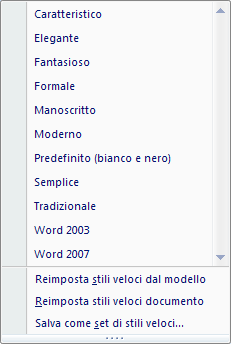 Caratteristico
Elegante
Fantasioso
Formale
Manoscritto
Moderno
Predefinito (bianco e nero)
Semplice
Tradizionale
Word 2003
Word 2007
Reimposta stili veloci dal modello
Reimposta stili veloci documento
Salva come set di stili veloci...